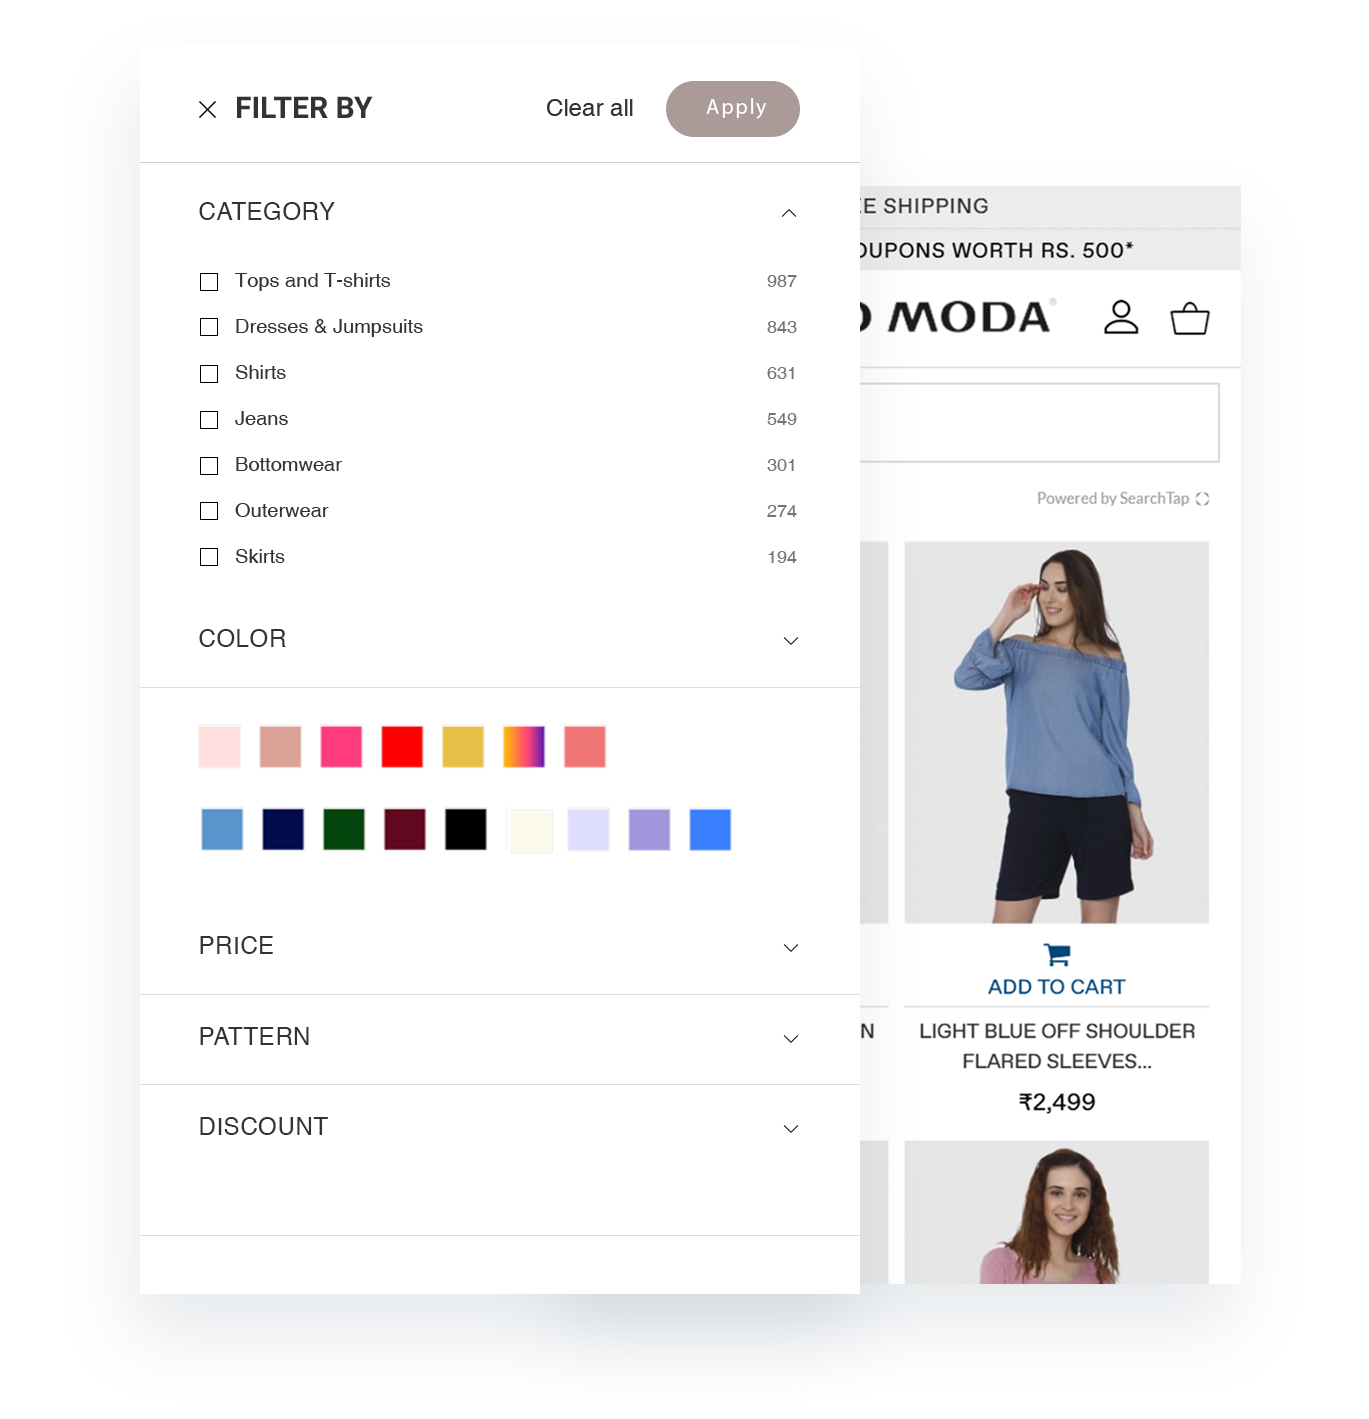 FILTER BY
Clear all
Apply
CATEGORY
Tops and T-shirts 987
Dresses & Jumpsuits 843
Shirts 631
Jeans 549
Bottomwear 301
Outerwear 274
Skirts 194
COLOR
PRICE
PATTERN
DISCOUNT
SHIPPING
WORTH RS. 500*
MODA®
Powered by SearchTap
ADD TO CART
N
LIGHT BLUE OFF SHOULDER
FLARED SLEEVES...
₹2,499